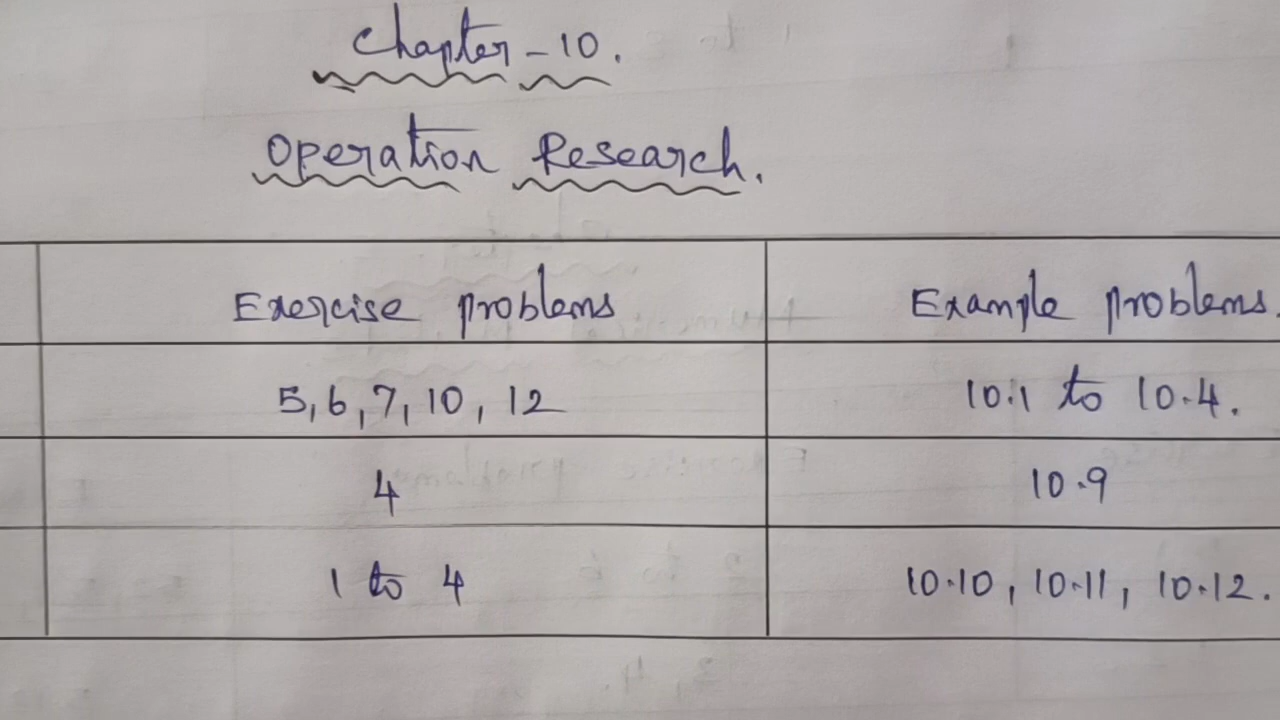 Chapter - 10.
Operation Research.
Exercise problems Example problems.
5, 6, 7, 10, 12 10.1 to 10.4.
4 10.9
1 to 4 10.10, 10.11, 10.12.